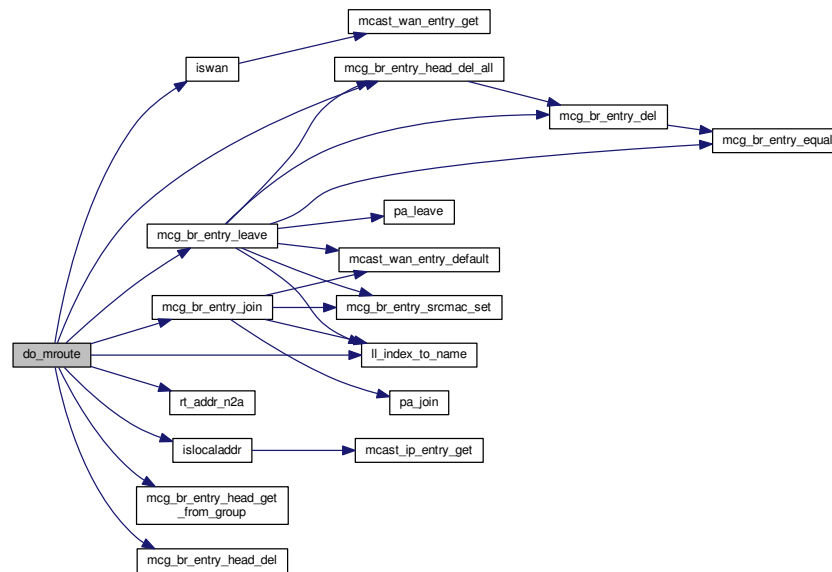 mcast_wan_entry_get
iswan
mcg_br_entry_head_del_all
mcg_br_entry_del
mcg_br_entry_equal
pa_leave
mcg_br_entry_leave
mcast_wan_entry_default
mcg_br_entry_join
mcg_br_entry_srcmac_set
do_mroute
ll_index_to_name
rt_addr_n2a
pa_join
islocaladdr
mcast_ip_entry_get
mcg_br_entry_head_get
_from_group
mcg_br_entry_head_del